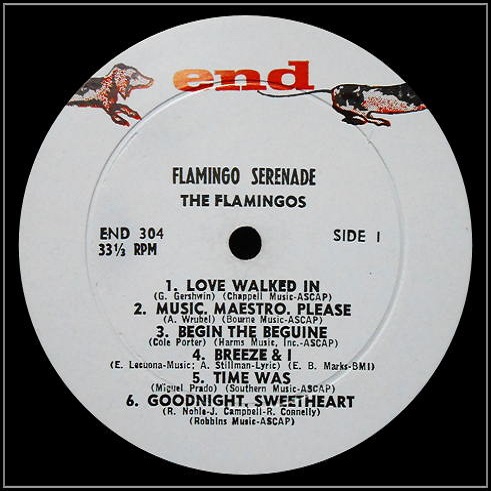 end
FLAMINGO SERENADE
THE FLAMINGOS
END 304 SIDE 1
33⅓ RPM
1. LOVE WALKED IN
(G. Gershwin) (Chappell Music-ASCAP)
2. MUSIC, MAESTRO, PLEASE
(A. Wrubel) (Bourne Music-ASCAP)
3. BEGIN THE BEGUINE
(Cole Porter) (Harms Music, Inc.-ASCAP)
4. BREEZE & I
(E. Lecuona-Music; A. Stillman-Lyric) (E. B. Marks-BMI)
5. TIME WAS
(Miguel Prado) (Southern Music-ASCAP)
6. GOODNIGHT, SWEETHEART
(R. Noble-J. Campbell-R. Connelly)
(Robbins Music-ASCAP)